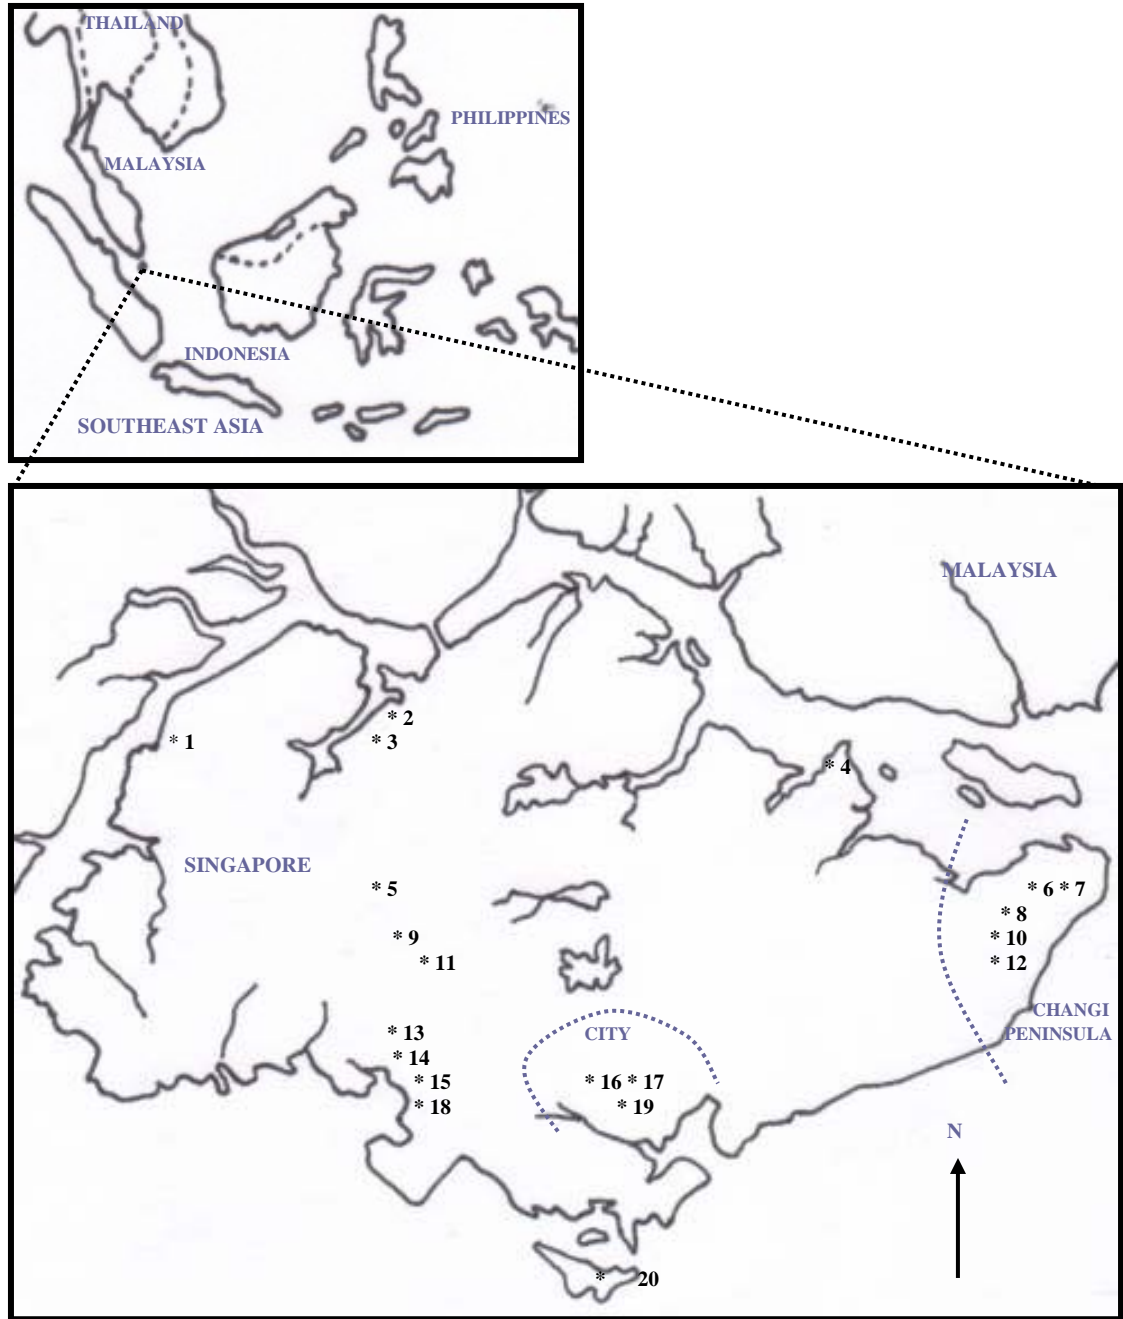 THAILAND
PHILIPPINES
MALAYSIA
INDONESIA
SOUTHEAST ASIA
MALAYSIA
* 2
* 1
* 3
* 4
SINGAPORE
* 5
* 6 * 7
* 8
* 9
* 10
* 11
* 12
CHANGI
PENINSULA
* 13
CITY
* 14
* 15
* 16 * 17
* 18
* 19
N
* 20